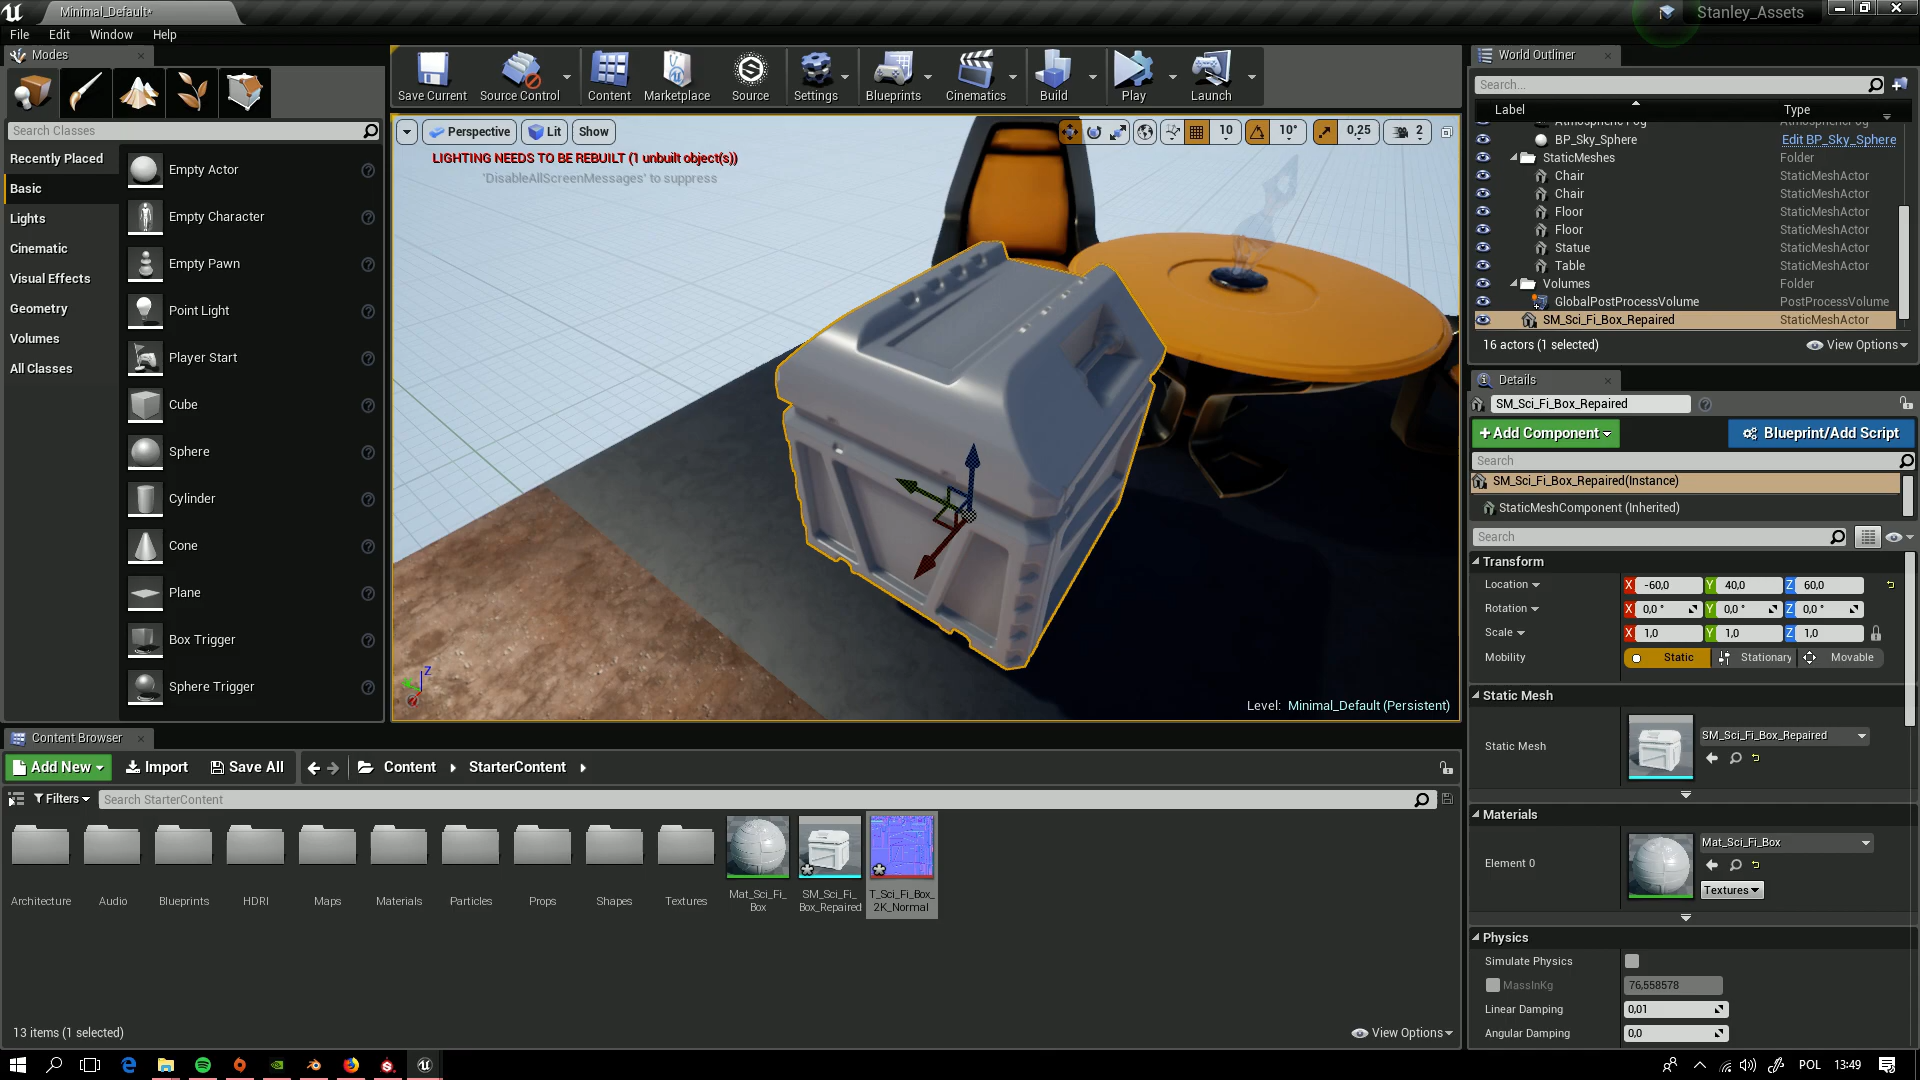 Minimal_Default*
Stanley_Assets
File Edit Window Help
Modes
Search Classes
Recently Placed
Basic
Lights
Cinematic
Visual Effects
Geometry
Volumes
All Classes
Empty Actor
Empty Character
Empty Pawn
Point Light
Player Start
Cube
Sphere
Cylinder
Cone
Plane
Box Trigger
Sphere Trigger
Save Current Source Control Content Marketplace Source Settings Blueprints Cinematics Build Play Launch
Perspective Lit Show 10 10° 0,25 2
LIGHTING NEEDS TO BE REBUILT (1 unbuilt object(s))
'DisableAllScreenMessages' to suppress
Z
Level: Minimal_Default (Persistent)
World Outliner
Search...
Label Type
Atmospheric Fog
BP_Sky_Sphere Edit BP_Sky_Sphere
StaticMeshes Folder
Chair StaticMeshActor
Chair StaticMeshActor
Floor StaticMeshActor
Floor StaticMeshActor
Statue StaticMeshActor
Table StaticMeshActor
Volumes Folder
GlobalPostProcessVolume PostProcessVolume
SM_Sci_Fi_Box_Repaired StaticMeshActor
16 actors (1 selected) View Options
Details
SM_Sci_Fi_Box_Repaired
+Add Component Blueprint/Add Script
Search
SM_Sci_Fi_Box_Repaired(Instance)
StaticMeshComponent (Inherited)
Search
Transform
Location X -60,0 Y 40,0 Z 60,0
Rotation X 0,0 ° Y 0,0 ° Z 0,0 °
Scale X 1,0 Y 1,0 Z 1,0
Mobility Static Stationary Movable
Static Mesh
Static Mesh SM_Sci_Fi_Box_Repaired
Materials
Element 0 Mat_Sci_Fi_Box
Textures
Physics
Simulate Physics
MassInKg 76,558578
Linear Damping 0,01
Angular Damping 0,0
Content Browser
Add New Import Save All Content StarterContent
Filters Search StarterContent
Architecture
Audio
Blueprints
HDRI
Maps
Materials
Particles
Props
Shapes
Textures
Mat_Sci_Fi_
Box
SM_Sci_Fi_
Box_Repaired
T_Sci_Fi_Box_
2K_Normal
13 items (1 selected) View Options
POL 13:49